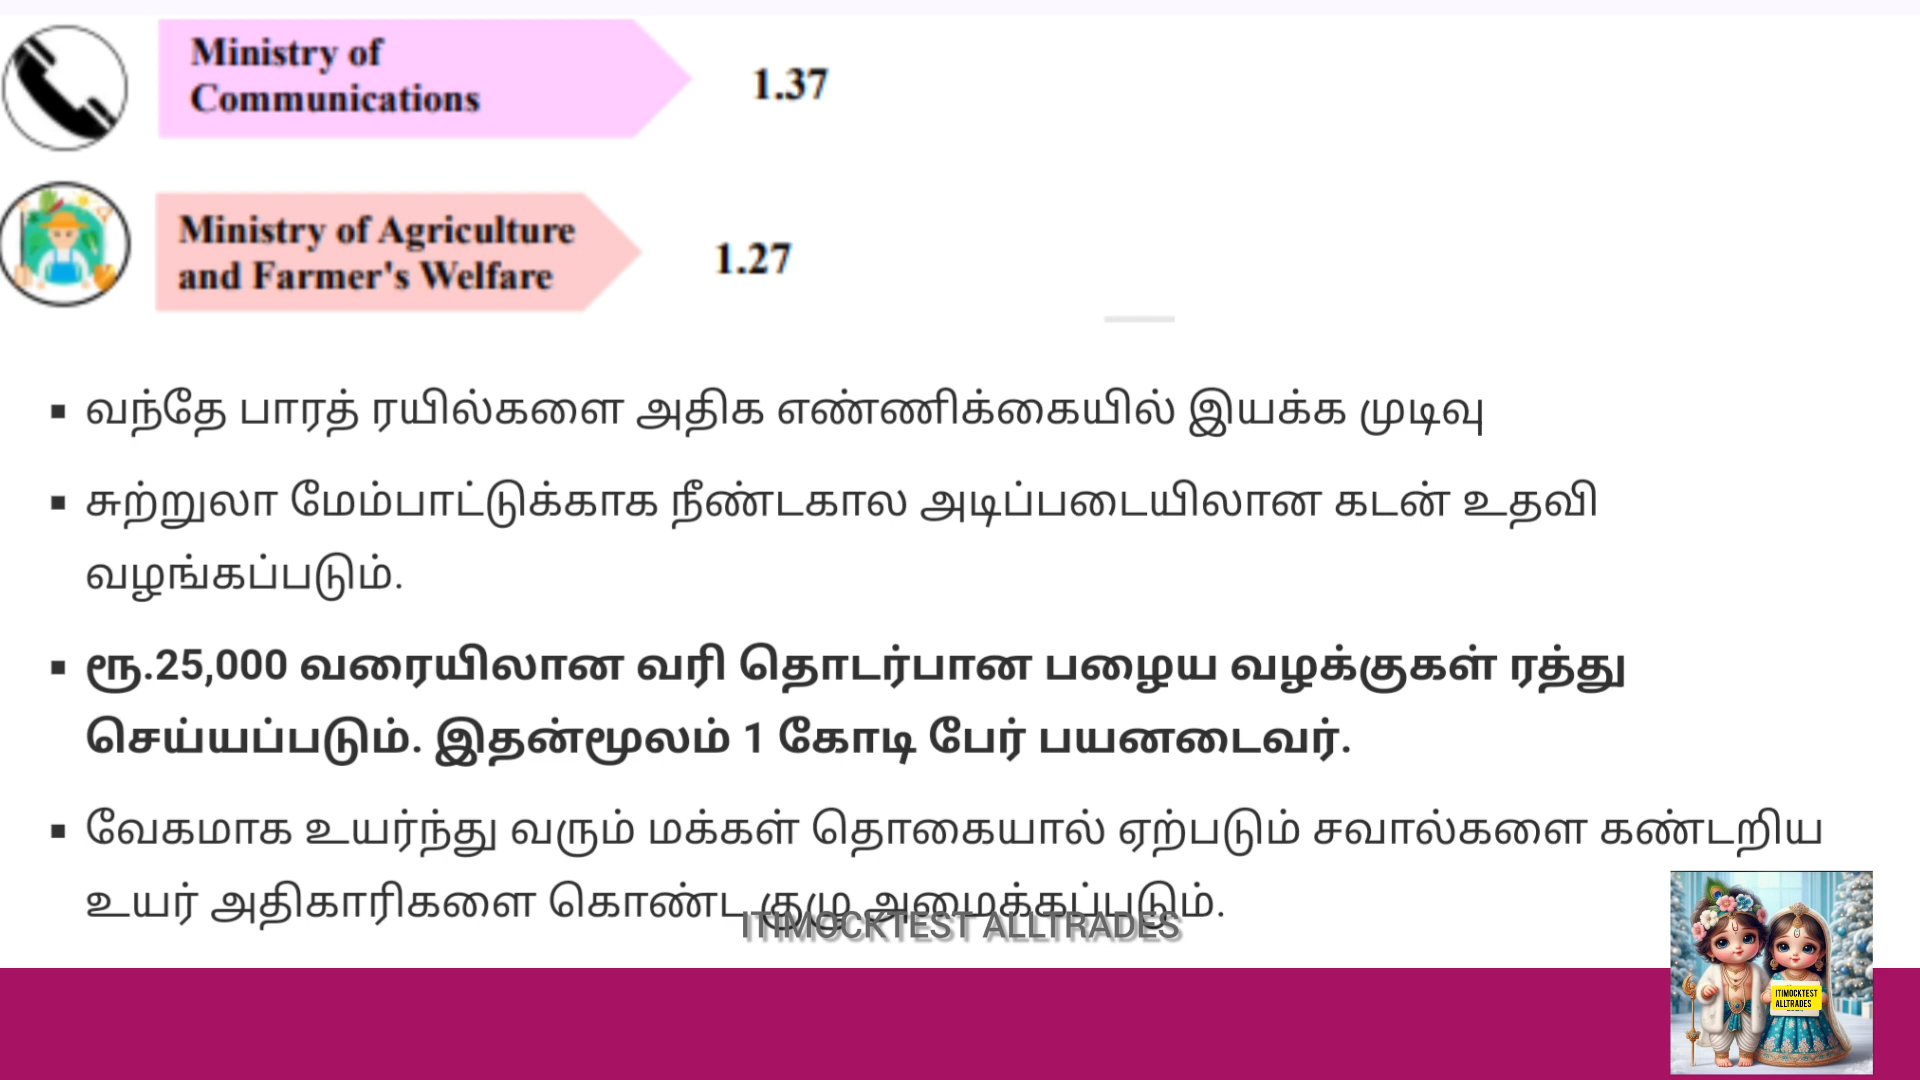 Ministry of
Communications
1.37
Ministry of Agriculture
and Farmer's Welfare
1.27
▪ வந்தே பாரத் ரயில்களை அதிக எண்ணிக்கையில் இயக்க முடிவு
▪ சுற்றுலா மேம்பாட்டுக்காக நீண்டகால அடிப்படையிலான கடன் உதவி
வழங்கப்படும்.
▪ ரூ.25,000 வரையிலான வரி தொடர்பான பழைய வழக்குகள் ரத்து
செய்யப்படும். இதன்மூலம் 1 கோடி பேர் பயனடைவர்.
▪ வேகமாக உயர்ந்து வரும் மக்கள் தொகையால் ஏற்படும் சவால்களை கண்டறிய
உயர் அதிகாரிகளை கொண்ட குழு அமைக்கப்படும்.
ITIMOCKTEST ALLTRADES
ITIMOCKTEST
ALLTRADES